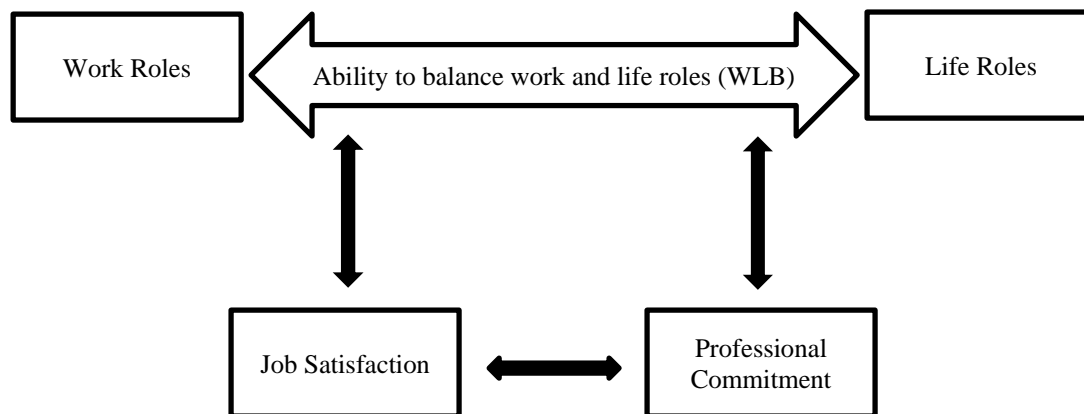 Work Roles
Ability to balance work and life roles (WLB)
Life Roles
Job Satisfaction
Professional
Commitment